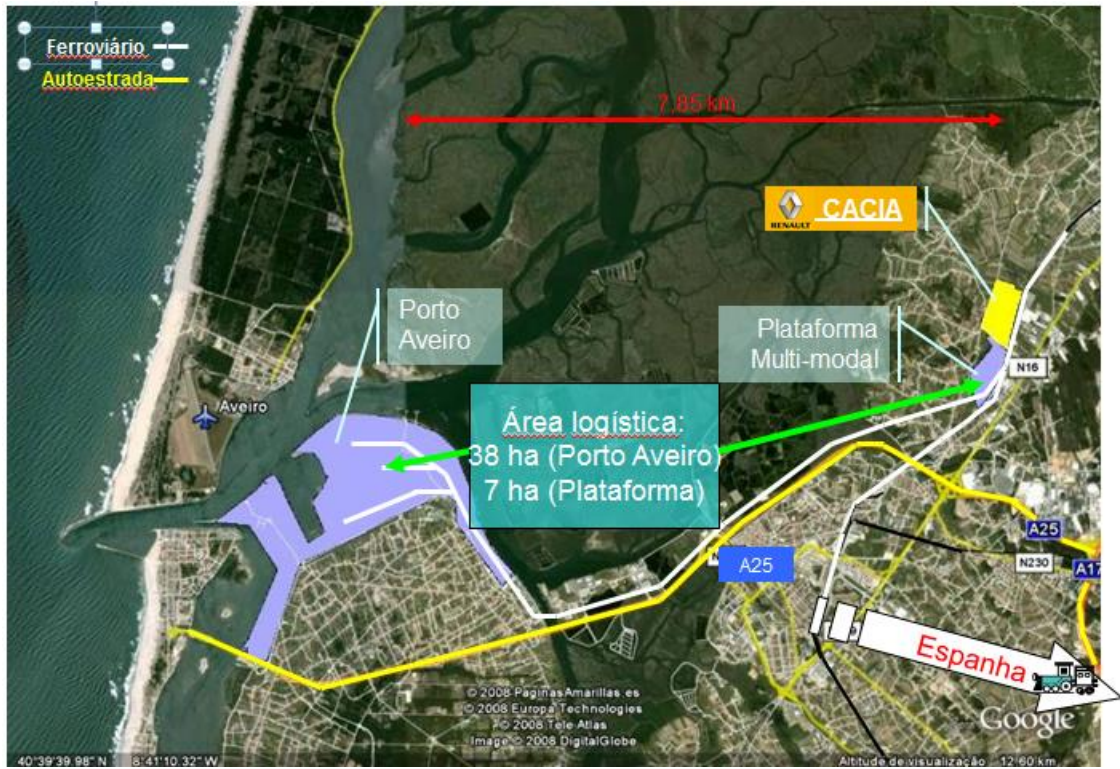 Ferroviário
Autoestrada
7,85 km
RENAULT
CACIA
Porto
Aveiro
Plataforma
Multi-modal
N16
Aveiro
Área logística:
38 ha (Porto Aveiro)
7 ha (Plataforma)
A25
A25
N230
A17
Espanha
© 2008 PaginasAmarillas.es
© 2008 Europa Technologies
© 2008 Tele Atlas
Image © 2008 DigitalGlobe
Google
40°39'39.98" N 8°41'10.32" W
Altitude de visualização 12.60 km